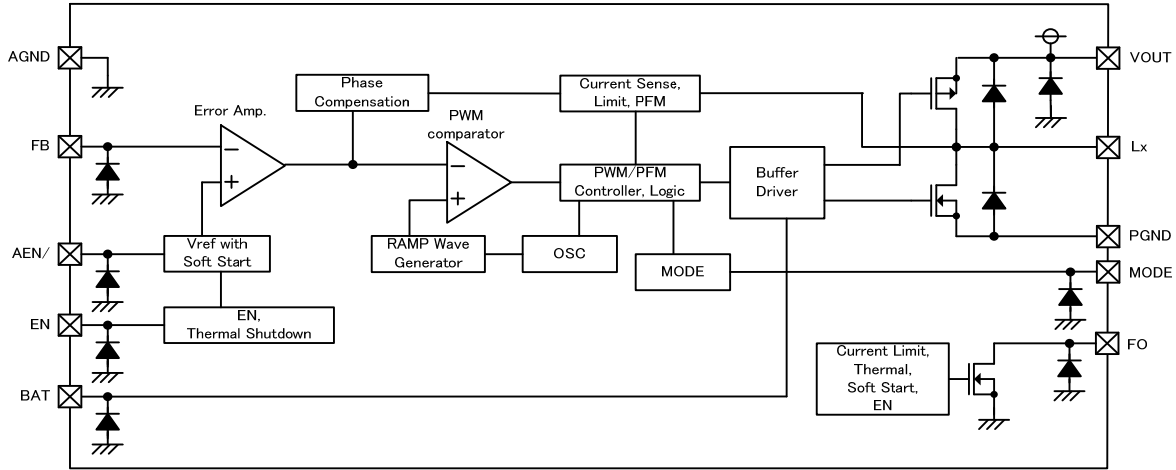 AGND
VOUT
Phase
Compensation
Current Sense,
Limit, PFM
Error Amp.
PWM
comparator
FB
Lx
−
+
−
+
PWM/PFM
Controller, Logic
Buffer
Driver
AEN/
Vref with
Soft Start
RAMP Wave
Generator
OSC
PGND
MODE
MODE
EN
EN,
Thermal Shutdown
FO
Current Limit,
Thermal,
Soft Start,
EN
BAT